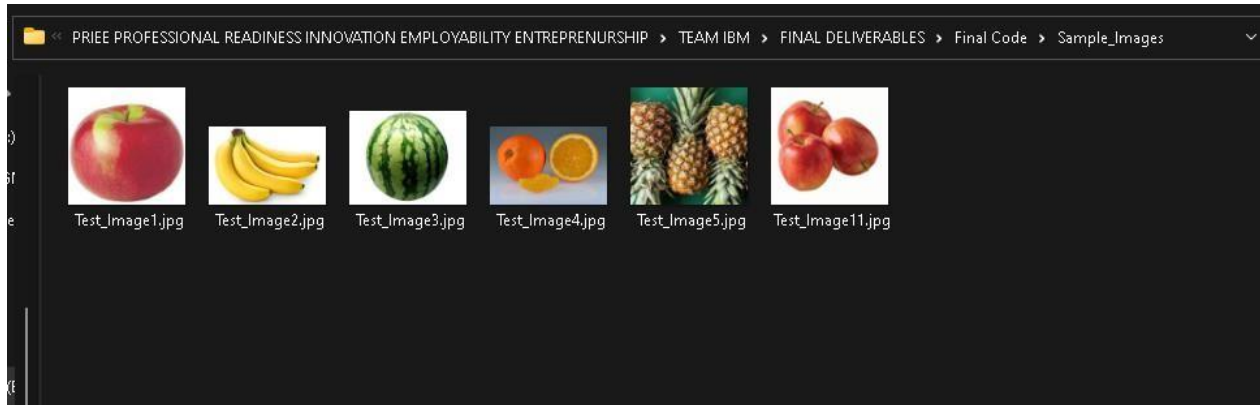 « PRIEE PROFESSIONAL READINESS INNOVATION EMPLOYABILITY ENTREPRENURSHIP > TEAM IBM > FINAL DELIVERABLES > Final Code > Sample_Images
Test_Image1.jpg Test_Image2.jpg Test_Image3.jpg Test_Image4.jpg Test_Image5.jpg Test_Image11.jpg